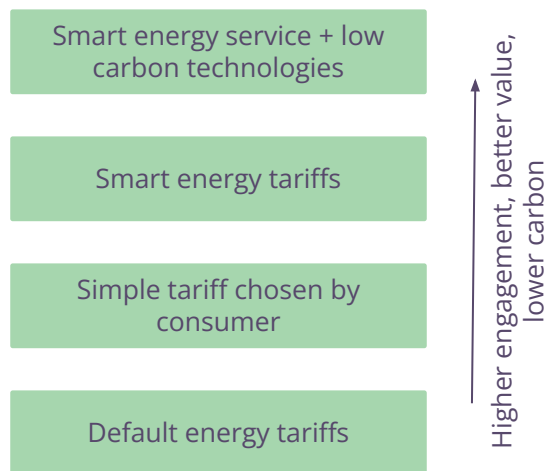 Smart energy service + low
carbon technologies
Smart energy tariffs
Simple tariff chosen by
consumer
Default energy tariffs
Higher engagement, better value,
lower carbon